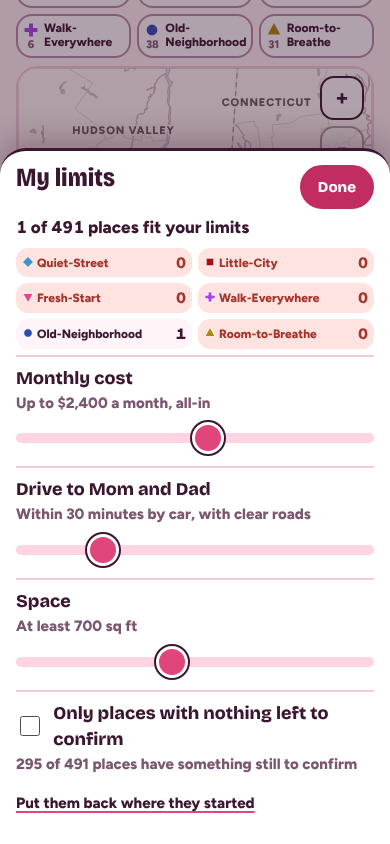 Walk-
Everywhere
6
Old-
Neighborhood
38
Room-to-
Breathe
31
CONNECTICUT
+
HUDSON VALLEY
My limits
Done
1 of 491 places fit your limits
Quiet-Street 0
Little-City 0
Fresh-Start 0
Walk-Everywhere 0
Old-Neighborhood 1
Room-to-Breathe 0
Monthly cost
Up to $2,400 a month, all-in
Drive to Mom and Dad
Within 30 minutes by car, with clear roads
Space
At least 700 sq ft
Only places with nothing left to
confirm
295 of 491 places have something still to confirm
Put them back where they started